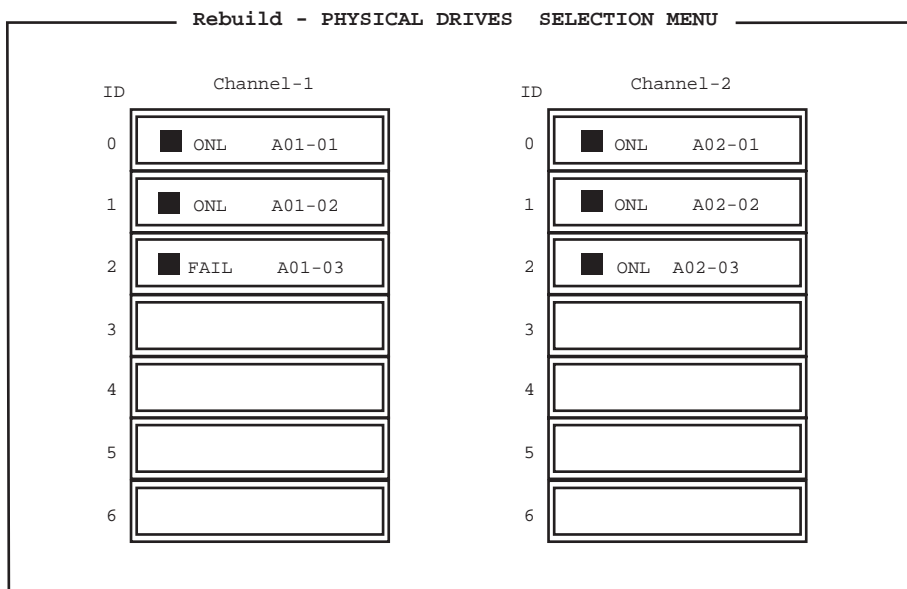 Rebuild - PHYSICAL DRIVES SELECTION MENU
ID Channel-1 ID Channel-2
0 ONL A01-01 0 ONL A02-01
1 ONL A01-02 1 ONL A02-02
2 FAIL A01-03 2 ONL A02-03
3 3
4 4
5 5
6 6